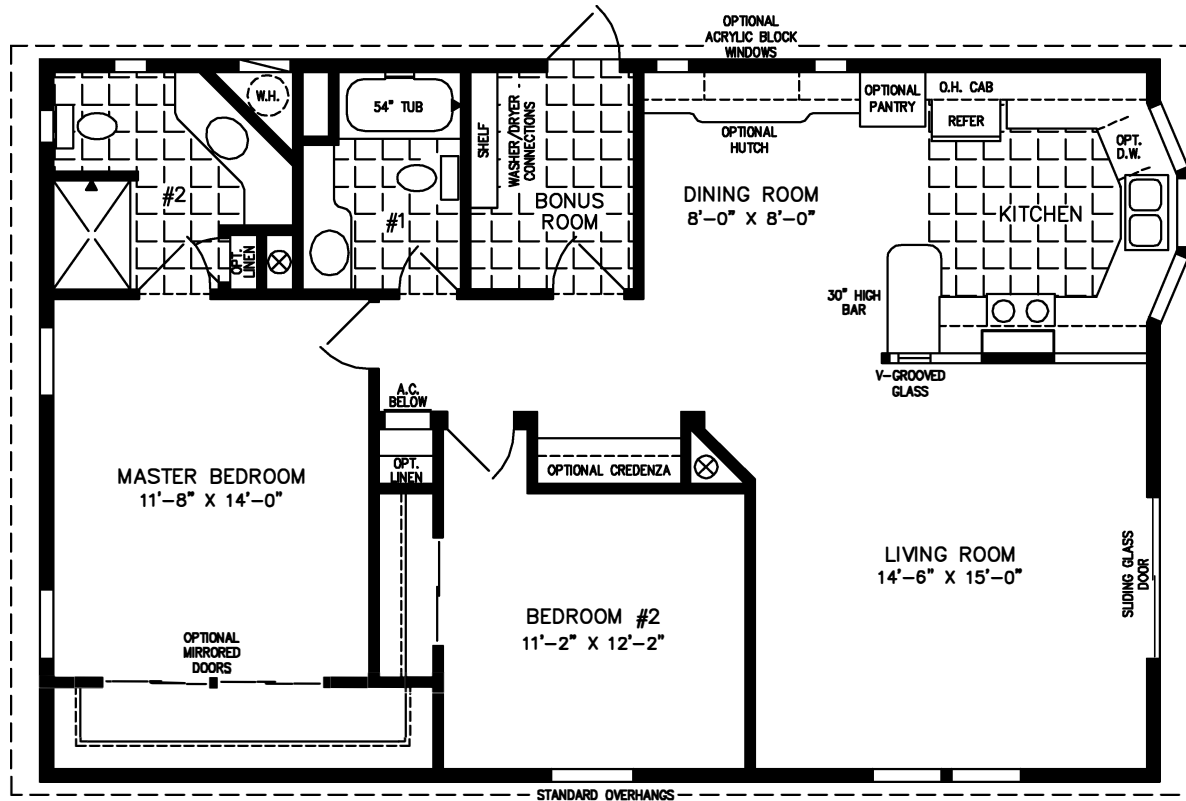 OPTIONAL
ACRYLIC BLOCK
WINDOWS
W.H.
54" TUB
SHELF
WASHER/DRYER
CONNECTIONS
OPTIONAL
PANTRY
O.H. CAB
REFER
OPTIONAL
HUTCH
OPT.
D.W.
#2
#1
BONUS
ROOM
DINING ROOM
8'-0" X 8'-0"
KITCHEN
OPT.
LINEN
30" HIGH
BAR
V-GROOVED
GLASS
A.C.
BELOW
OPT.
LINEN
OPTIONAL CREDENZA
MASTER BEDROOM
11'-8" X 14'-0"
LIVING ROOM
14'-6" X 15'-0"
SLIDING GLASS
DOOR
BEDROOM #2
11'-2" X 12'-2"
OPTIONAL
MIRRORED
DOORS
STANDARD OVERHANGS